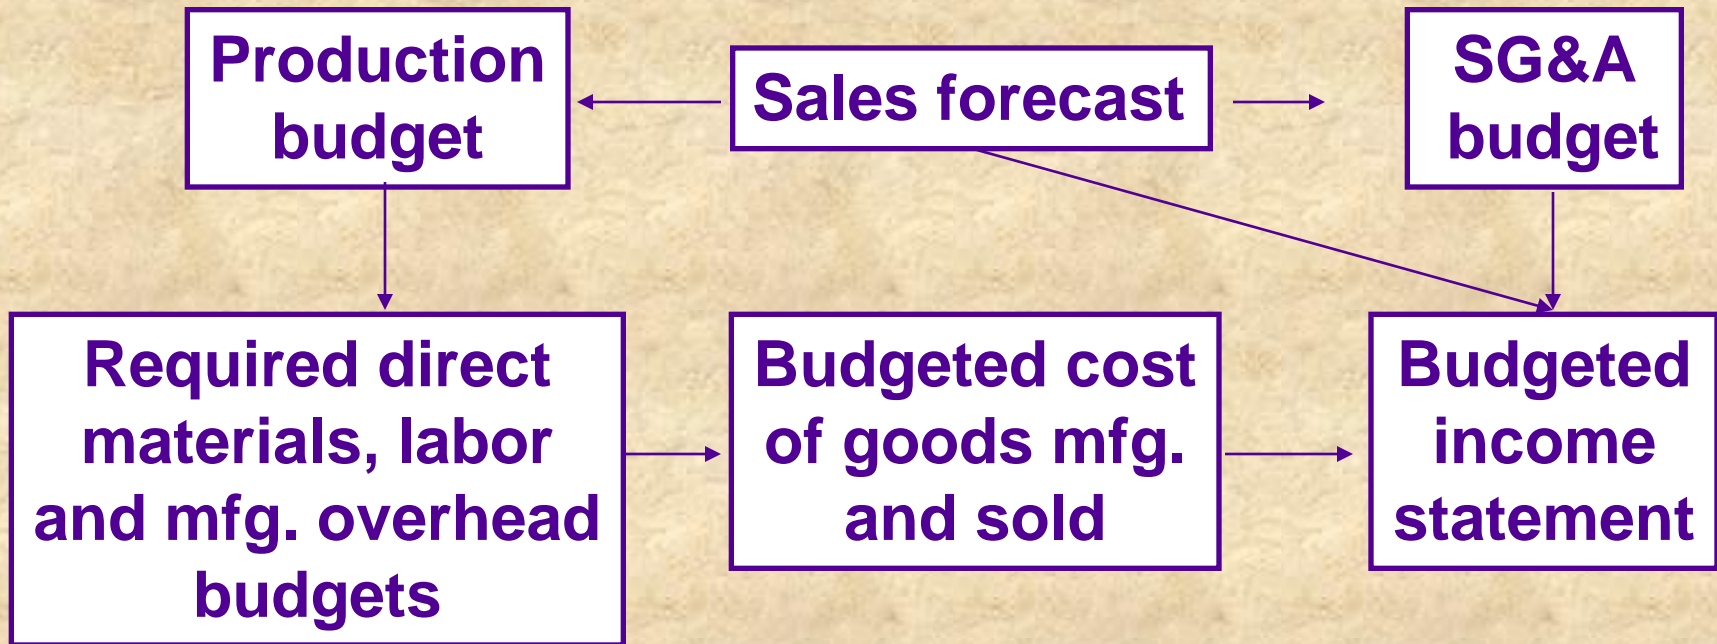 Production
budget
Sales forecast
SG&A
budget
Required direct
materials, labor
and mfg. overhead
budgets
Budgeted cost
of goods mfg.
and sold
Budgeted
income
statement